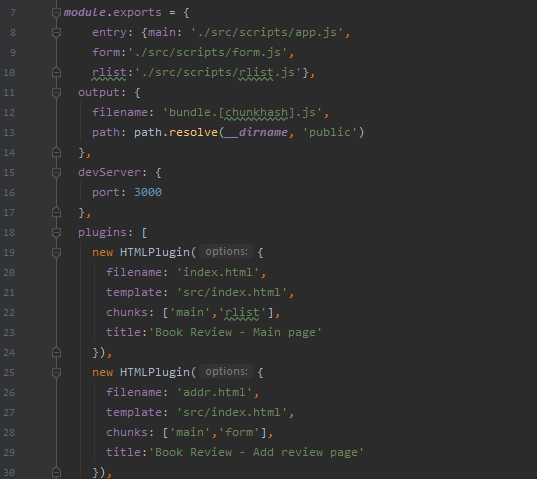 7 module.exports = {
8 entry: {main: './src/scripts/app.js',
9 form:'./src/scripts/form.js',
10 rlist:'./src/scripts/rlist.js'},
11 output: {
12 filename: 'bundle.[chunkhash].js',
13 path: path.resolve(__dirname, 'public')
14 },
15 devServer: {
16 port: 3000
17 },
18 plugins: [
19 new HTMLPlugin( options: {
20 filename: 'index.html',
21 template: 'src/index.html',
22 chunks: ['main','rlist'],
23 title:'Book Review - Main page'
24 }),
25 new HTMLPlugin( options: {
26 filename: 'addr.html',
27 template: 'src/index.html',
28 chunks: ['main','form'],
29 title:'Book Review - Add review page'
30 }),